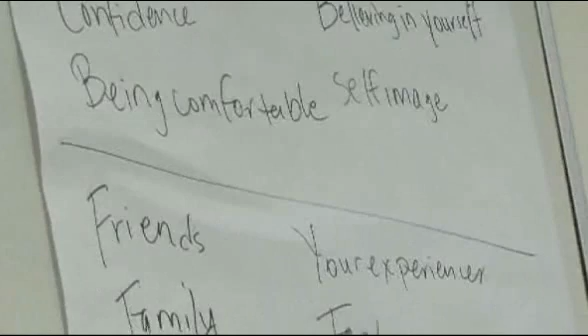 Confidence
Believing in yourself
Being comfortable
Self image
Friends
Your experiences
Family